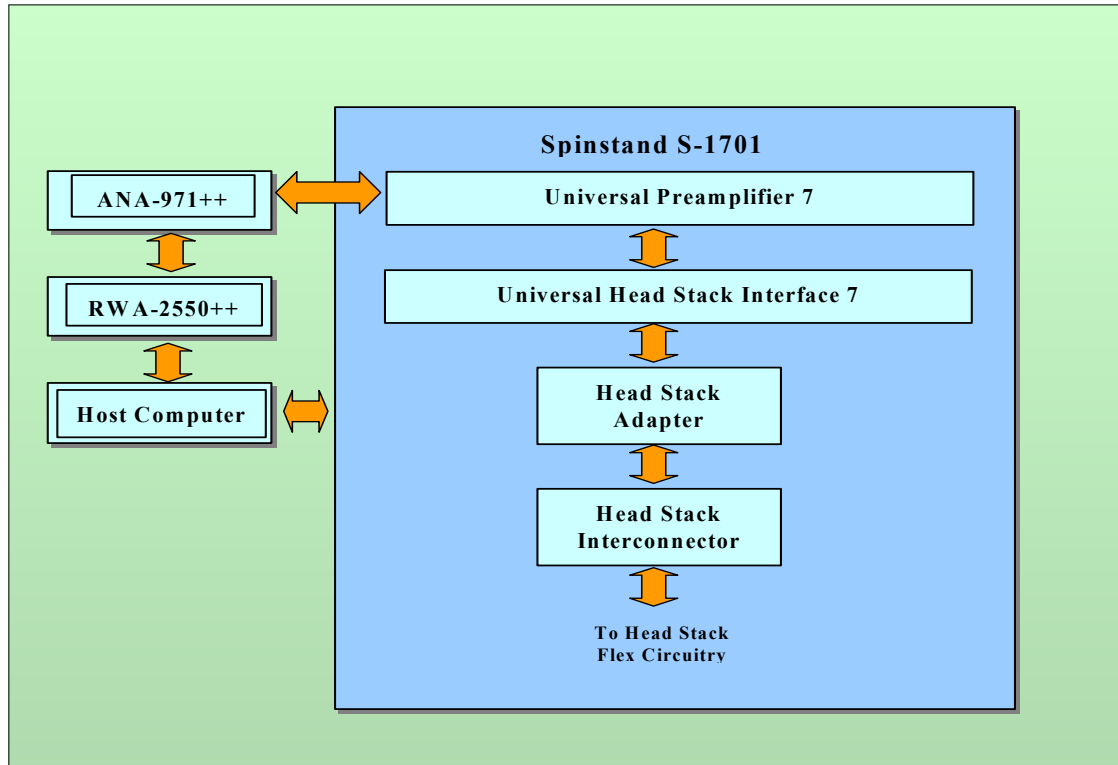 Spinstand S-1701
ANA-971++
Universal Preamplifier 7
RWA-2550++
Universal Head Stack Interface 7
Host Computer
Head Stack
Adapter
Head Stack
Interconnector
To Head Stack
Flex Circuitry